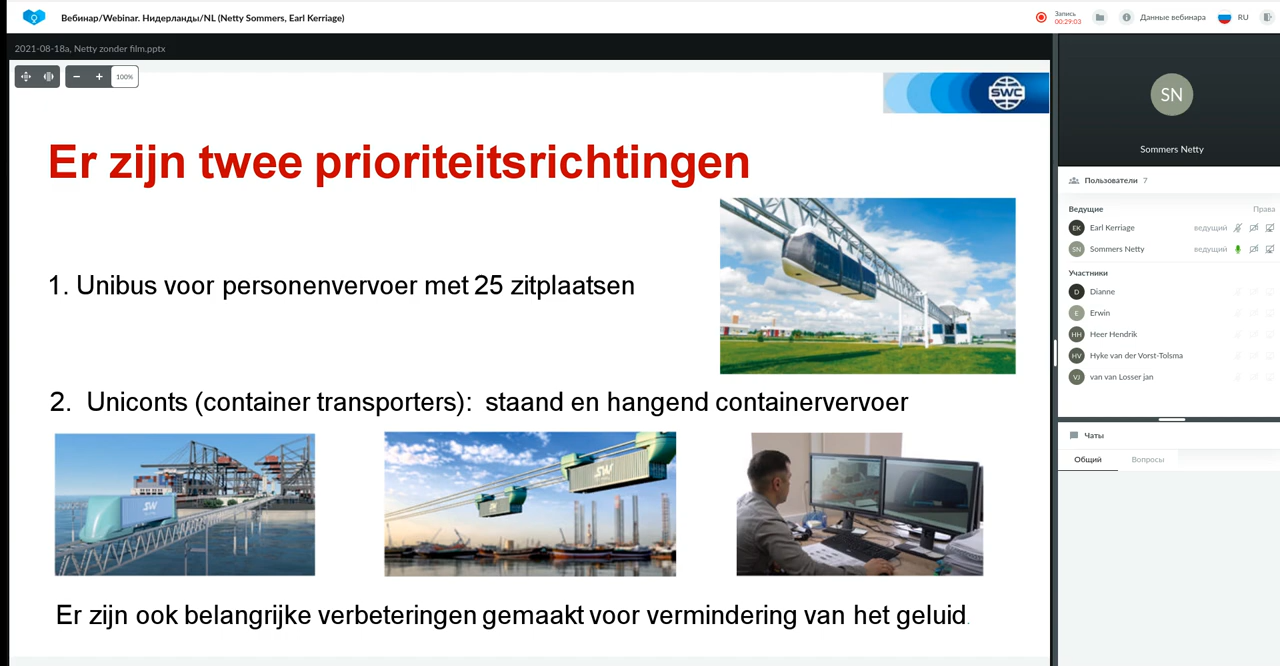 Вебинар/Webinar. Нидерланды/NL (Netty Sommers, Earl Kerriage)
Запись
00:29:03
Данные вебинара
RU
2021-08-18a, Netty zonder film.pptx
100%
SWC
Er zijn twee prioriteitsrichtingen
1. Unibus voor personenvervoer met 25 zitplaatsen
2. Uniconts (container transporters): staand en hangend containervervoer
SW
SW
SW
Er zijn ook belangrijke verbeteringen gemaakt voor vermindering van het geluid.
SN
Sommers Netty
Пользователи 7
Ведущие Права
EK Earl Kerriage ведущий
SN Sommers Netty ведущий
Участники
D Dianne
E Erwin
HH Heer Hendrik
HV Hyke van der Vorst-Tolsma
VJ van van Losser jan
Чаты
Общий Вопросы